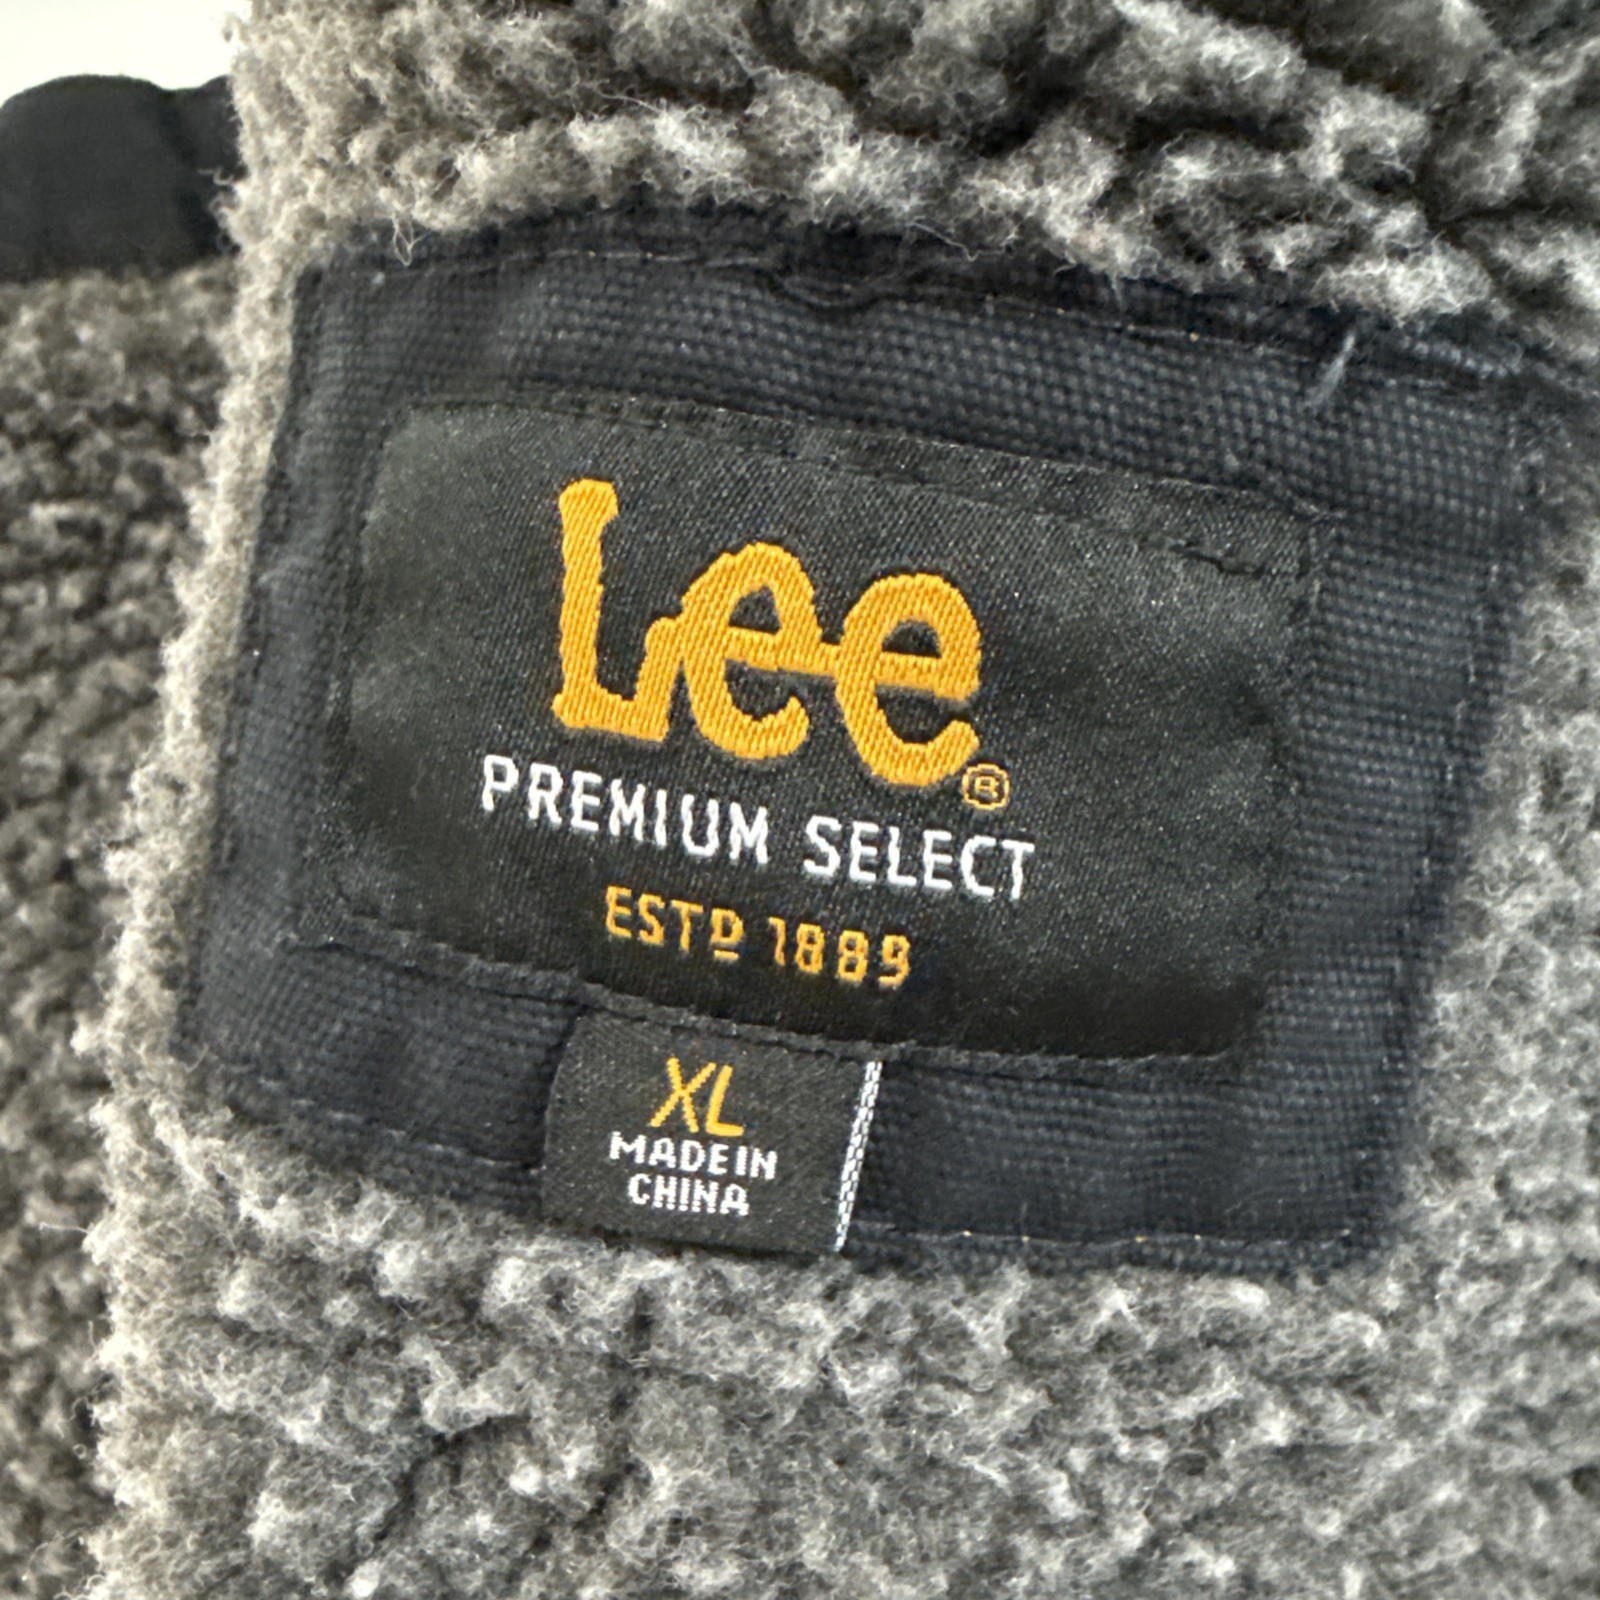 Lee®
PREMIUM SELECT
ESTD 1889
XL
MADE IN
CHINA